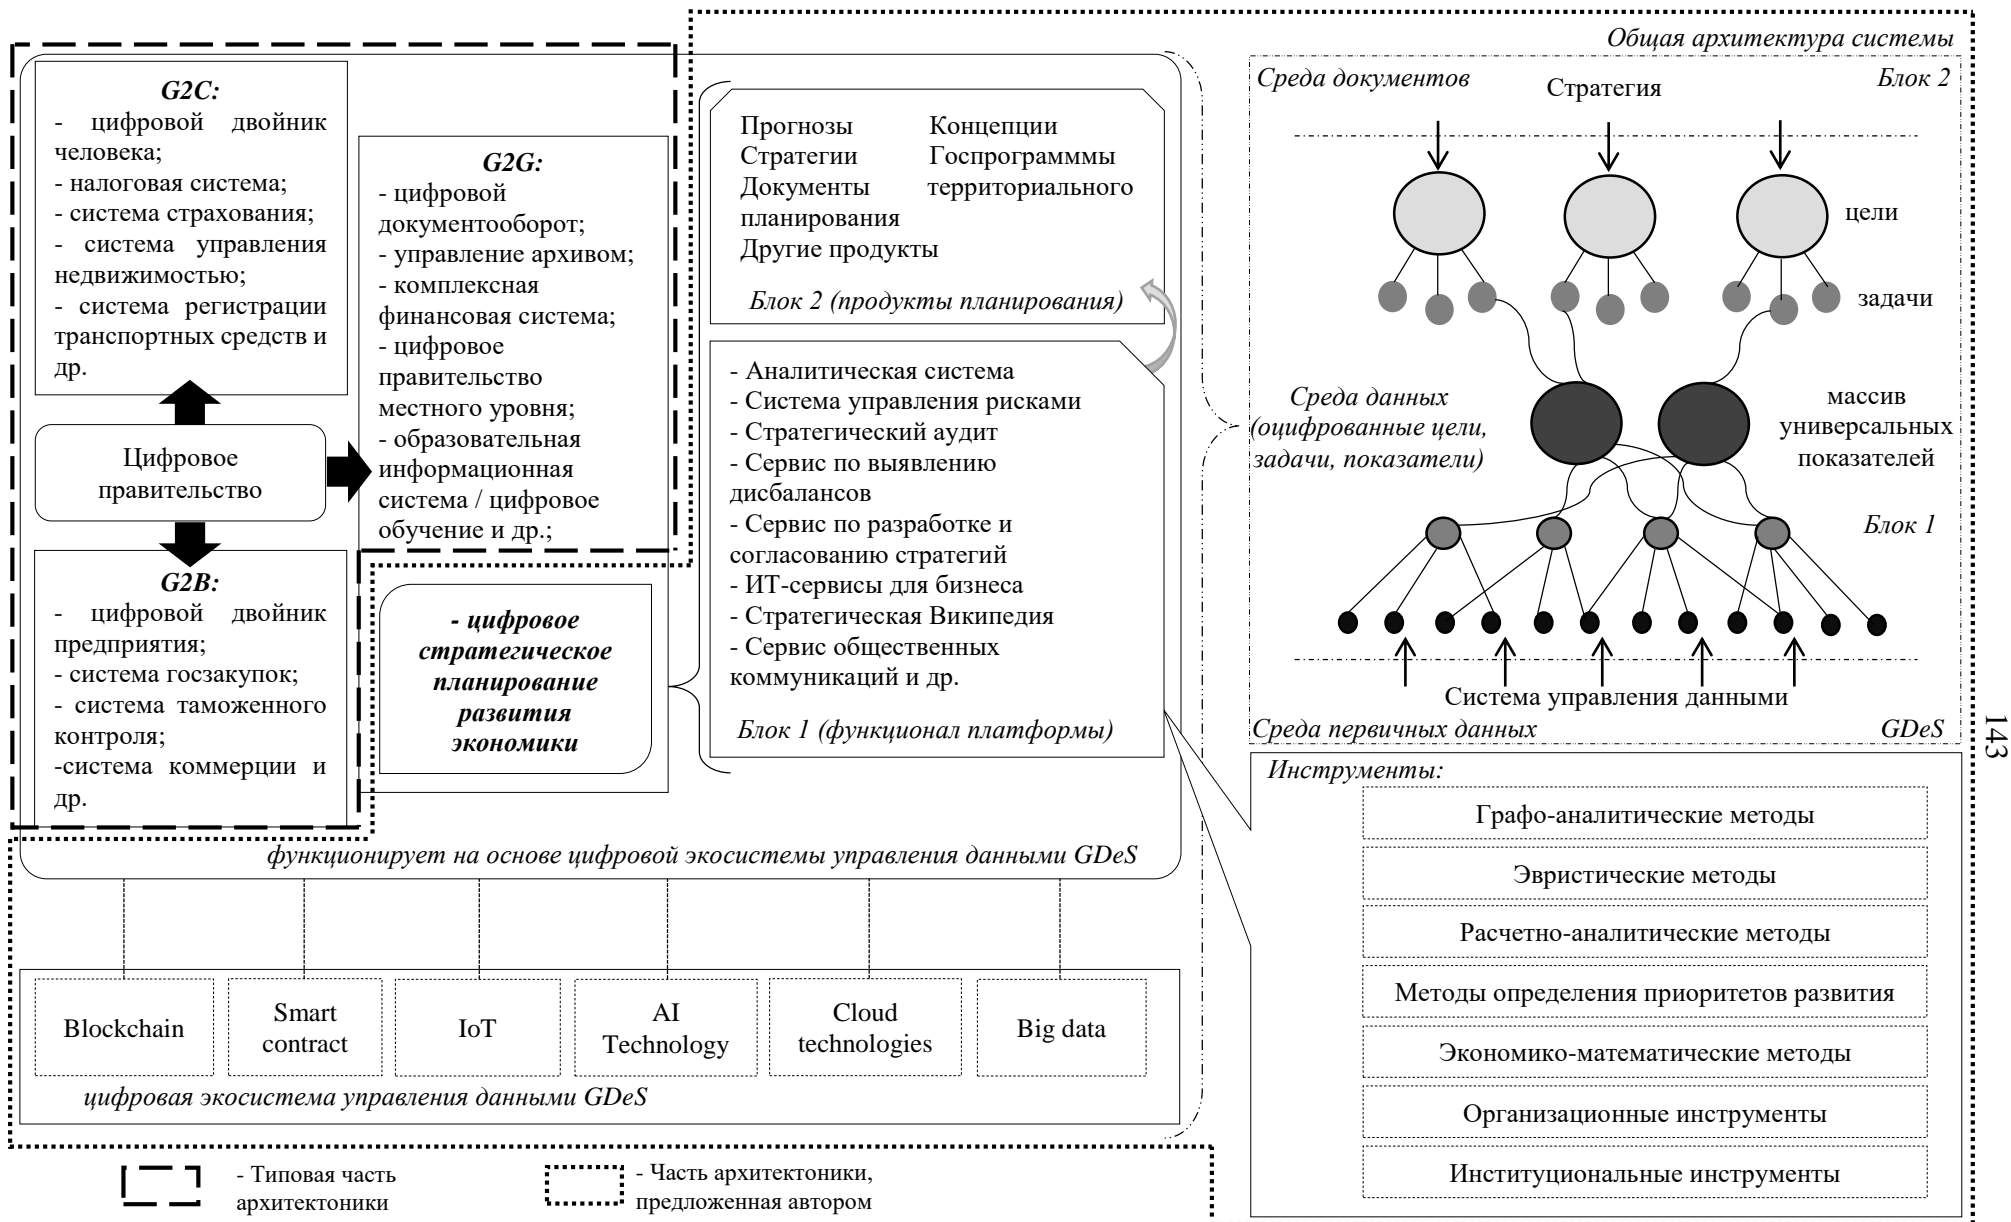 G2C:
- цифровой двойник
человека;
- налоговая система;
- система страхования;
- система управления
недвижимостью;
- система регистрации
транспортных средств и
др.
Цифровое
правительство
G2B:
- цифровой двойник
предприятия;
- система госзакупок;
- система таможенного
контроля;
-система коммерции и
др.
G2G:
- цифровой
документооборот;
- управление архивом;
- комплексная
финансовая система;
- цифровое
правительство
местного уровня;
- образовательная
информационная
система / цифровое
обучение и др.;
- цифровое
стратегическое
планирование
развития
экономики
Прогнозы Концепции
Стратегии Госпрограмммы
Документы территориального
планирования
Другие продукты
Блок 2 (продукты планирования)
- Аналитическая система
- Система управления рисками
- Стратегический аудит
- Сервис по выявлению
дисбалансов
- Сервис по разработке и
согласованию стратегий
- ИТ-сервисы для бизнеса
- Стратегическая Википедия
- Сервис общественных
коммуникаций и др.
Блок 1 (функционал платформы)
функционирует на основе цифровой экосистемы управления данными GDeS
Blockchain
Smart
contract
IoT
AI
Technology
Cloud
technologies
Big data
цифровая экосистема управления данными GDeS
- Типовая часть
архитектоники
- Часть архитектоники,
предложенная автором
Общая архитектура системы
Среда документов
Стратегия
Блок 2
цели
задачи
Среда данных
(оцифрованные цели,
задачи, показатели)
массив
универсальных
показателей
Блок 1
Система управления данными
Среда первичных данных
GDeS
Инструменты:
Графо-аналитические методы
Эвристические методы
Расчетно-аналитические методы
Методы определения приоритетов развития
Экономико-математические методы
Организационные инструменты
Институциональные инструменты
143